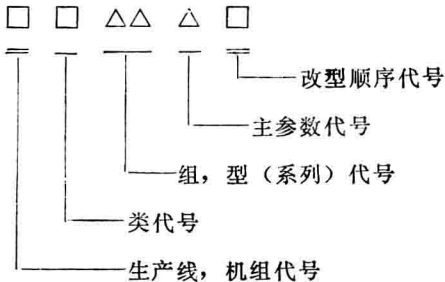 □ □ △△ △ □
改型顺序代号
主参数代号
组，型（系列）代号
类代号
生产线，机组代号